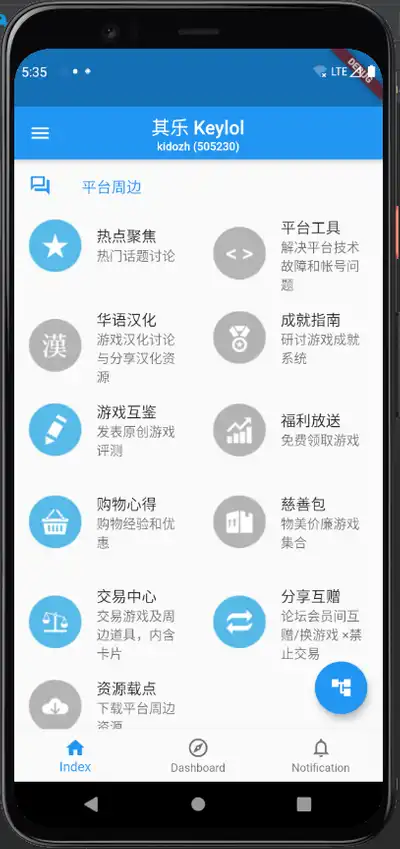 5:35
LTE
DEBUG
其乐 Keylol
kidozh (505230)
平台周边
热点聚焦
热门话题讨论
平台工具
解决平台技术
故障和帐号问
题
华语汉化
游戏汉化讨论
与分享汉化资
源
漢
成就指南
研讨游戏成就
系统
游戏互鉴
发表原创游戏
评测
福利放送
免费领取游戏
购物心得
购物经验和优
惠
慈善包
物美价廉游戏
集合
交易中心
交易游戏及周
边道具，内含
卡片
分享互赠
论坛会员间互
赠/换游戏 ×禁
止交易
资源载点
下载平台周边
资源
Index
Dashboard
Notification